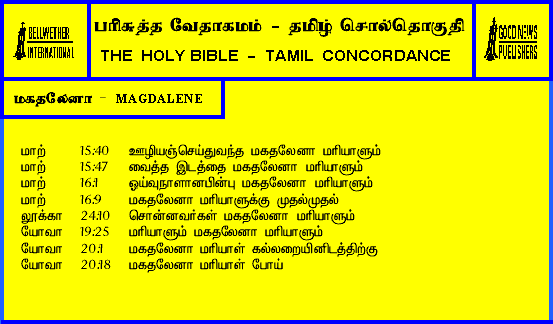 BELLWETHER INTERNATIONAL
பரிசுத்த வேதாகமம் - தமிழ் சொல்தொகுதி
THE HOLY BIBLE - TAMIL CONCORDANCE
GOOD NEWS PUBLISHERS
மகதலேனா - MAGDALENE
மாற் 15:40 ஊழியஞ்செய்துவந்த மகதலேனா மரியாளும்
மாற் 15:47 வைத்த இடத்தை மகதலேனா மரியாளும்
மாற் 16:1 ஓய்வுநாளானபின்பு மகதலேனா மரியாளும்
மாற் 16:9 மகதலேனா மரியாளுக்கு முதல்முதல்
லூக்கா 24:10 சொன்னவர்கள் மகதலேனா மரியாளும்
யோவா 19:25 மரியாளும் மகதலேனா மரியாளும்
யோவா 20:1 மகதலேனா மரியாள் கல்லறையினிடத்திற்கு
யோவா 20:18 மகதலேனா மரியாள் போய்